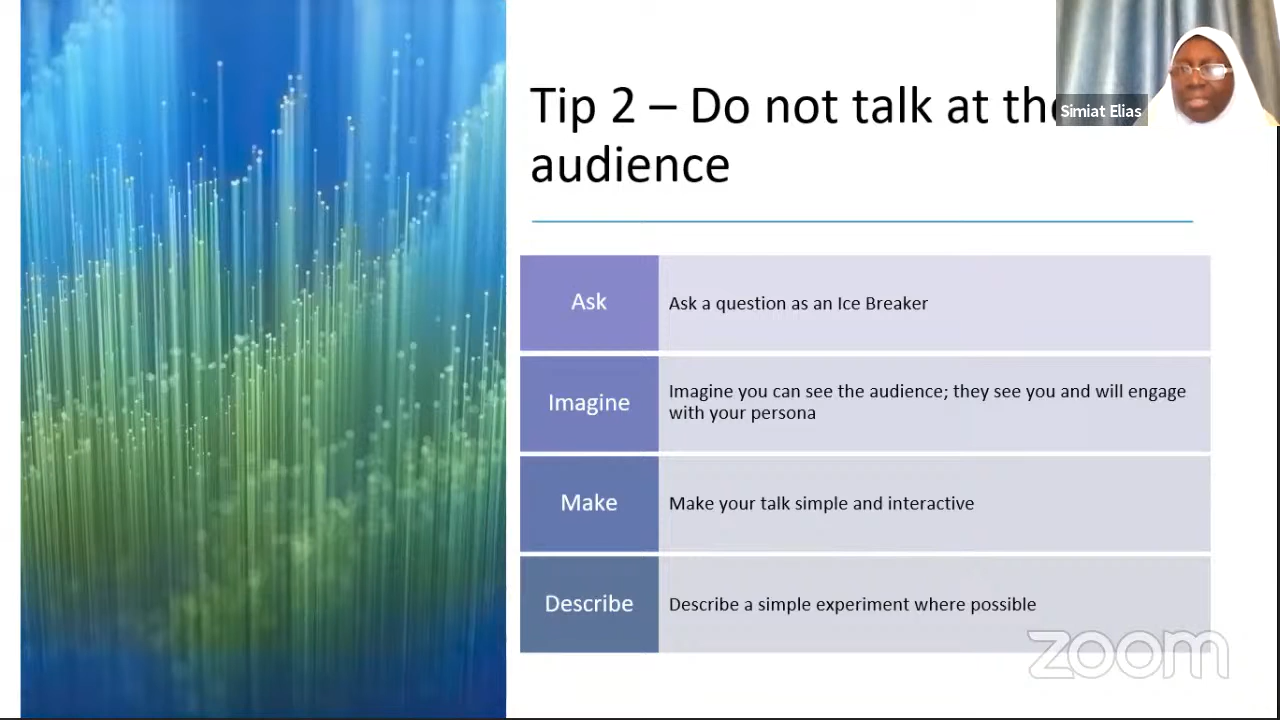 Tip 2 – Do not talk at the
audience
Simiat Elias
Ask
Ask a question as an Ice Breaker
Imagine
Imagine you can see the audience; they see you and will engage
with your persona
Make
Make your talk simple and interactive
Describe
Describe a simple experiment where possible
zoom